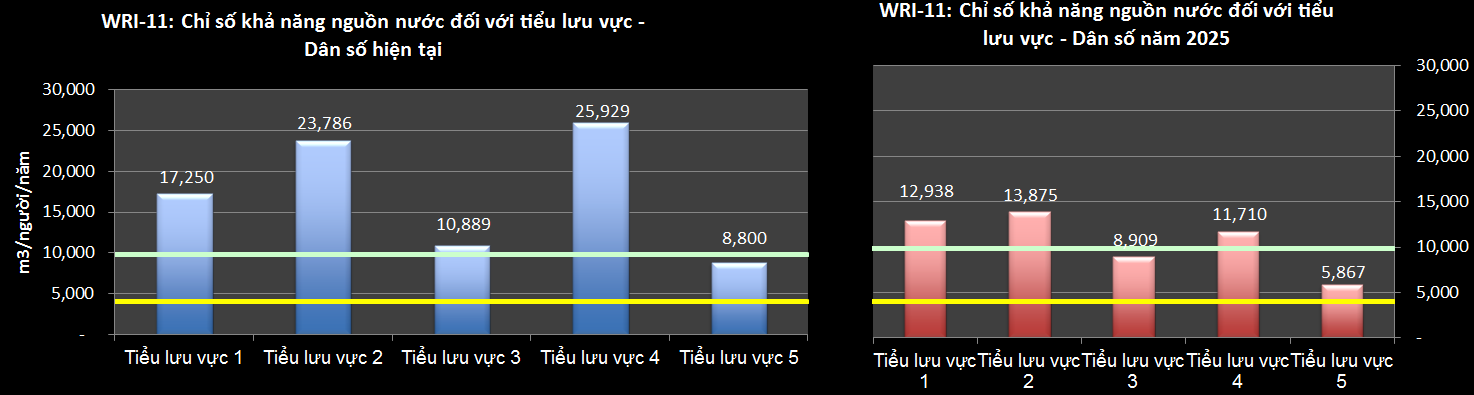 WRI-11: Chỉ số khả năng nguồn nước đối với tiểu lưu vực -
Dân số hiện tại
m3/người/năm
30,000
25,000
20,000
15,000
10,000
5,000
-
17,250
23,786
10,889
25,929
8,800
Tiểu lưu vực 1
Tiểu lưu vực 2
Tiểu lưu vực 3
Tiểu lưu vực 4
Tiểu lưu vực 5
WRI-11: Chỉ số khả năng nguồn nước đối với tiểu
lưu vực - Dân số năm 2025
30,000
25,000
20,000
15,000
10,000
5,000
-
12,938
13,875
8,909
11,710
5,867
Tiểu lưu vực
1
Tiểu lưu vực
2
Tiểu lưu vực
3
Tiểu lưu vực
4
Tiểu lưu vực
5